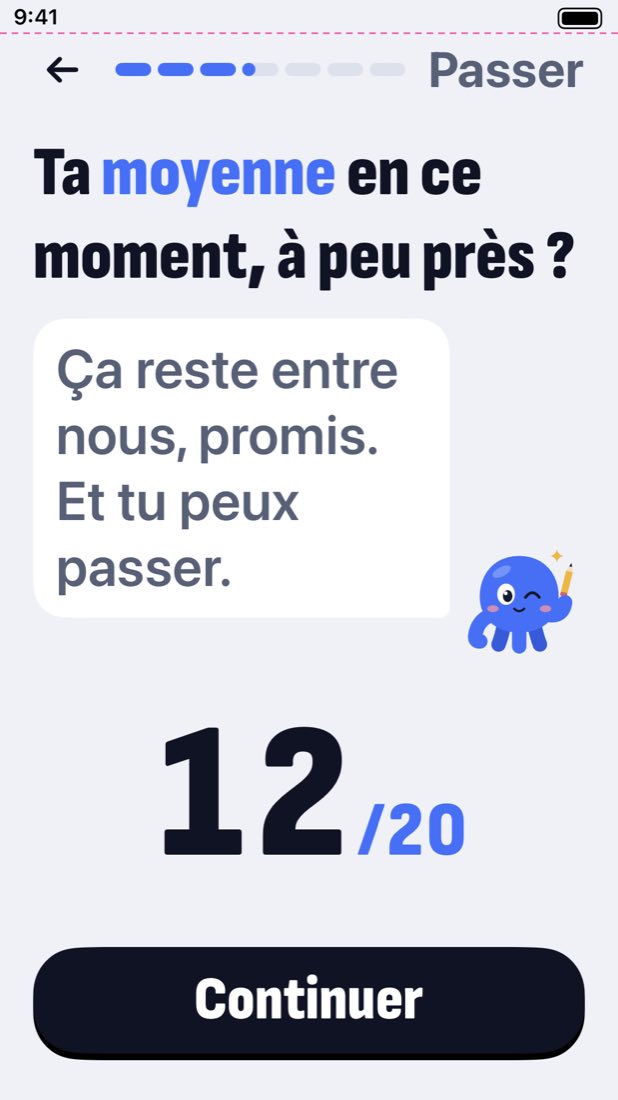 9:41
Passer
Ta moyenne en ce
moment, à peu près ?
Ça reste entre
nous, promis.
Et tu peux
passer.
12/20
Continuer